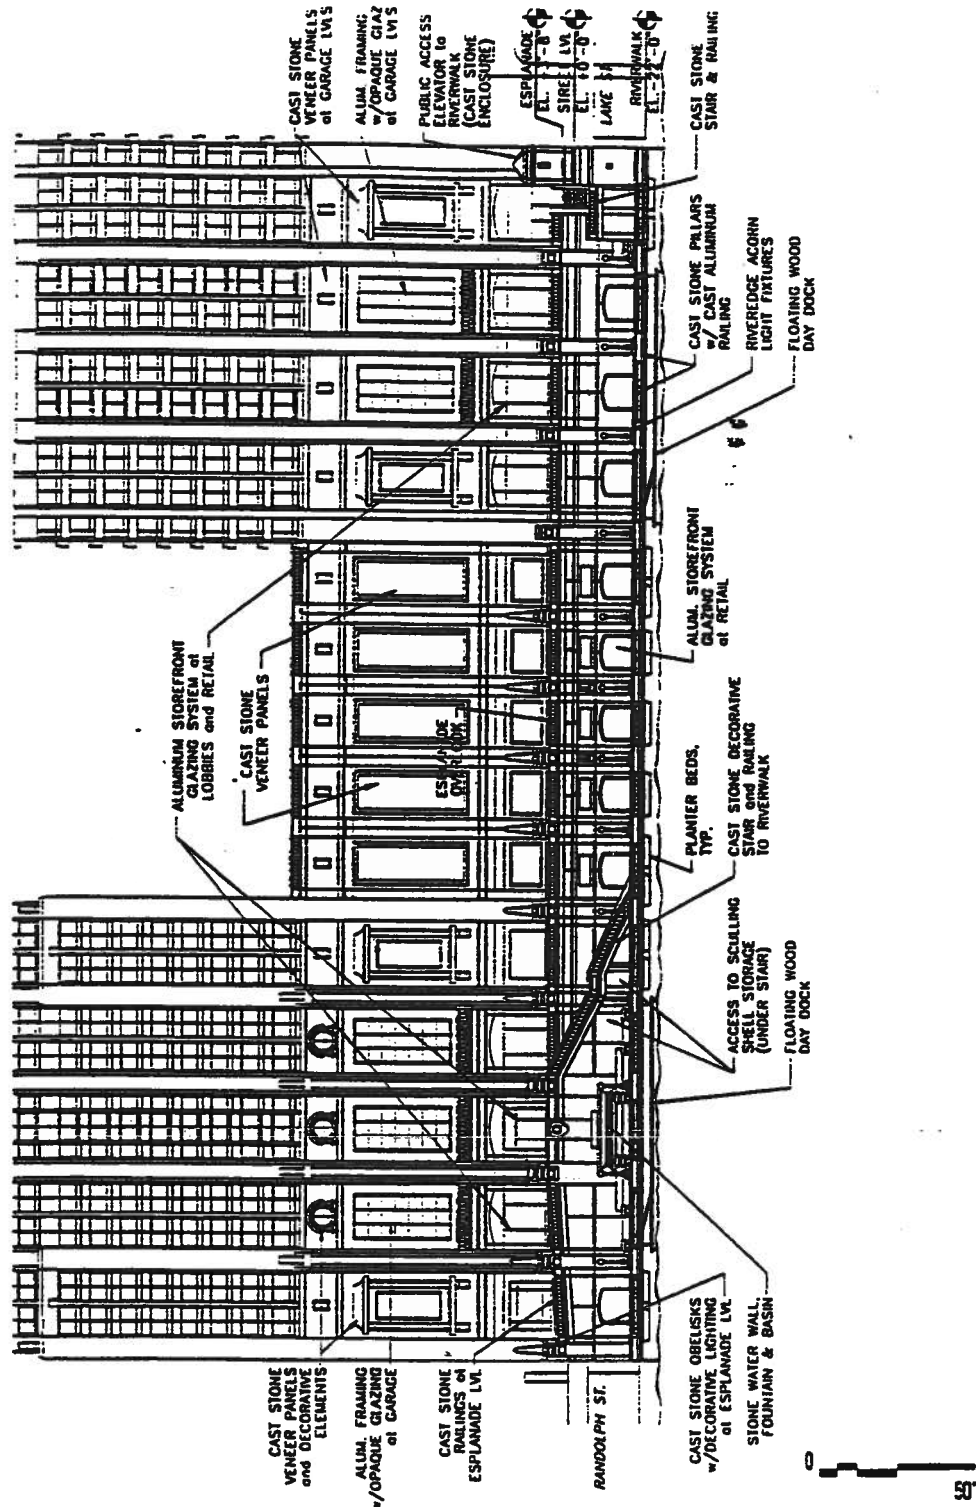 CAST STONE
VENEER PANELS
at GARAGE LVLS
ALUM. FRAMING
w/OPAQUE GLAZ
at GARAGE LVLS
PUBLIC ACCESS
ELEVATOR to
RIVERWALK
(CAST STONE
ENCLOSURE)
ESPLANADE
EL.
STREET LVL
EL. +0'-0"
LAKE ST.
RIVERWALK
CAST STONE
STAIR & RAILING
CAST STONE PILLARS
w/ CAST ALUMINUM
RAILING
RIVEREDGE ACORN
LIGHT FIXTURES
FLOATING WOOD
DAY DOCK
ALUMINUM STOREFRONT
GLAZING SYSTEM at
LOBBIES and RETAIL
CAST STONE
VENEER PANELS
ESPLANADE
OVERLOOK
ALUM. STOREFRONT
GLAZING SYSTEM
at RETAIL
PLANTER BEDS,
TYP.
CAST STONE DECORATIVE
STAIR and RAILING
TO RIVERWALK
ACCESS TO SCULLING
SHELL STORAGE
(UNDER STAIR)
FLOATING WOOD
DAY DOCK
CAST STONE
VENEER PANELS
and DECORATIVE
ELEMENTS
ALUM. FRAMING
w/OPAQUE GLAZING
at GARAGE
CAST STONE
RAILINGS at
ESPLANADE LVL
RANDOLPH ST.
CAST STONE OBELISKS
w/DECORATIVE LIGHTING
at ESPLANADE LVL
STONE WATER WALL,
FOUNTAIN & BASIN
0